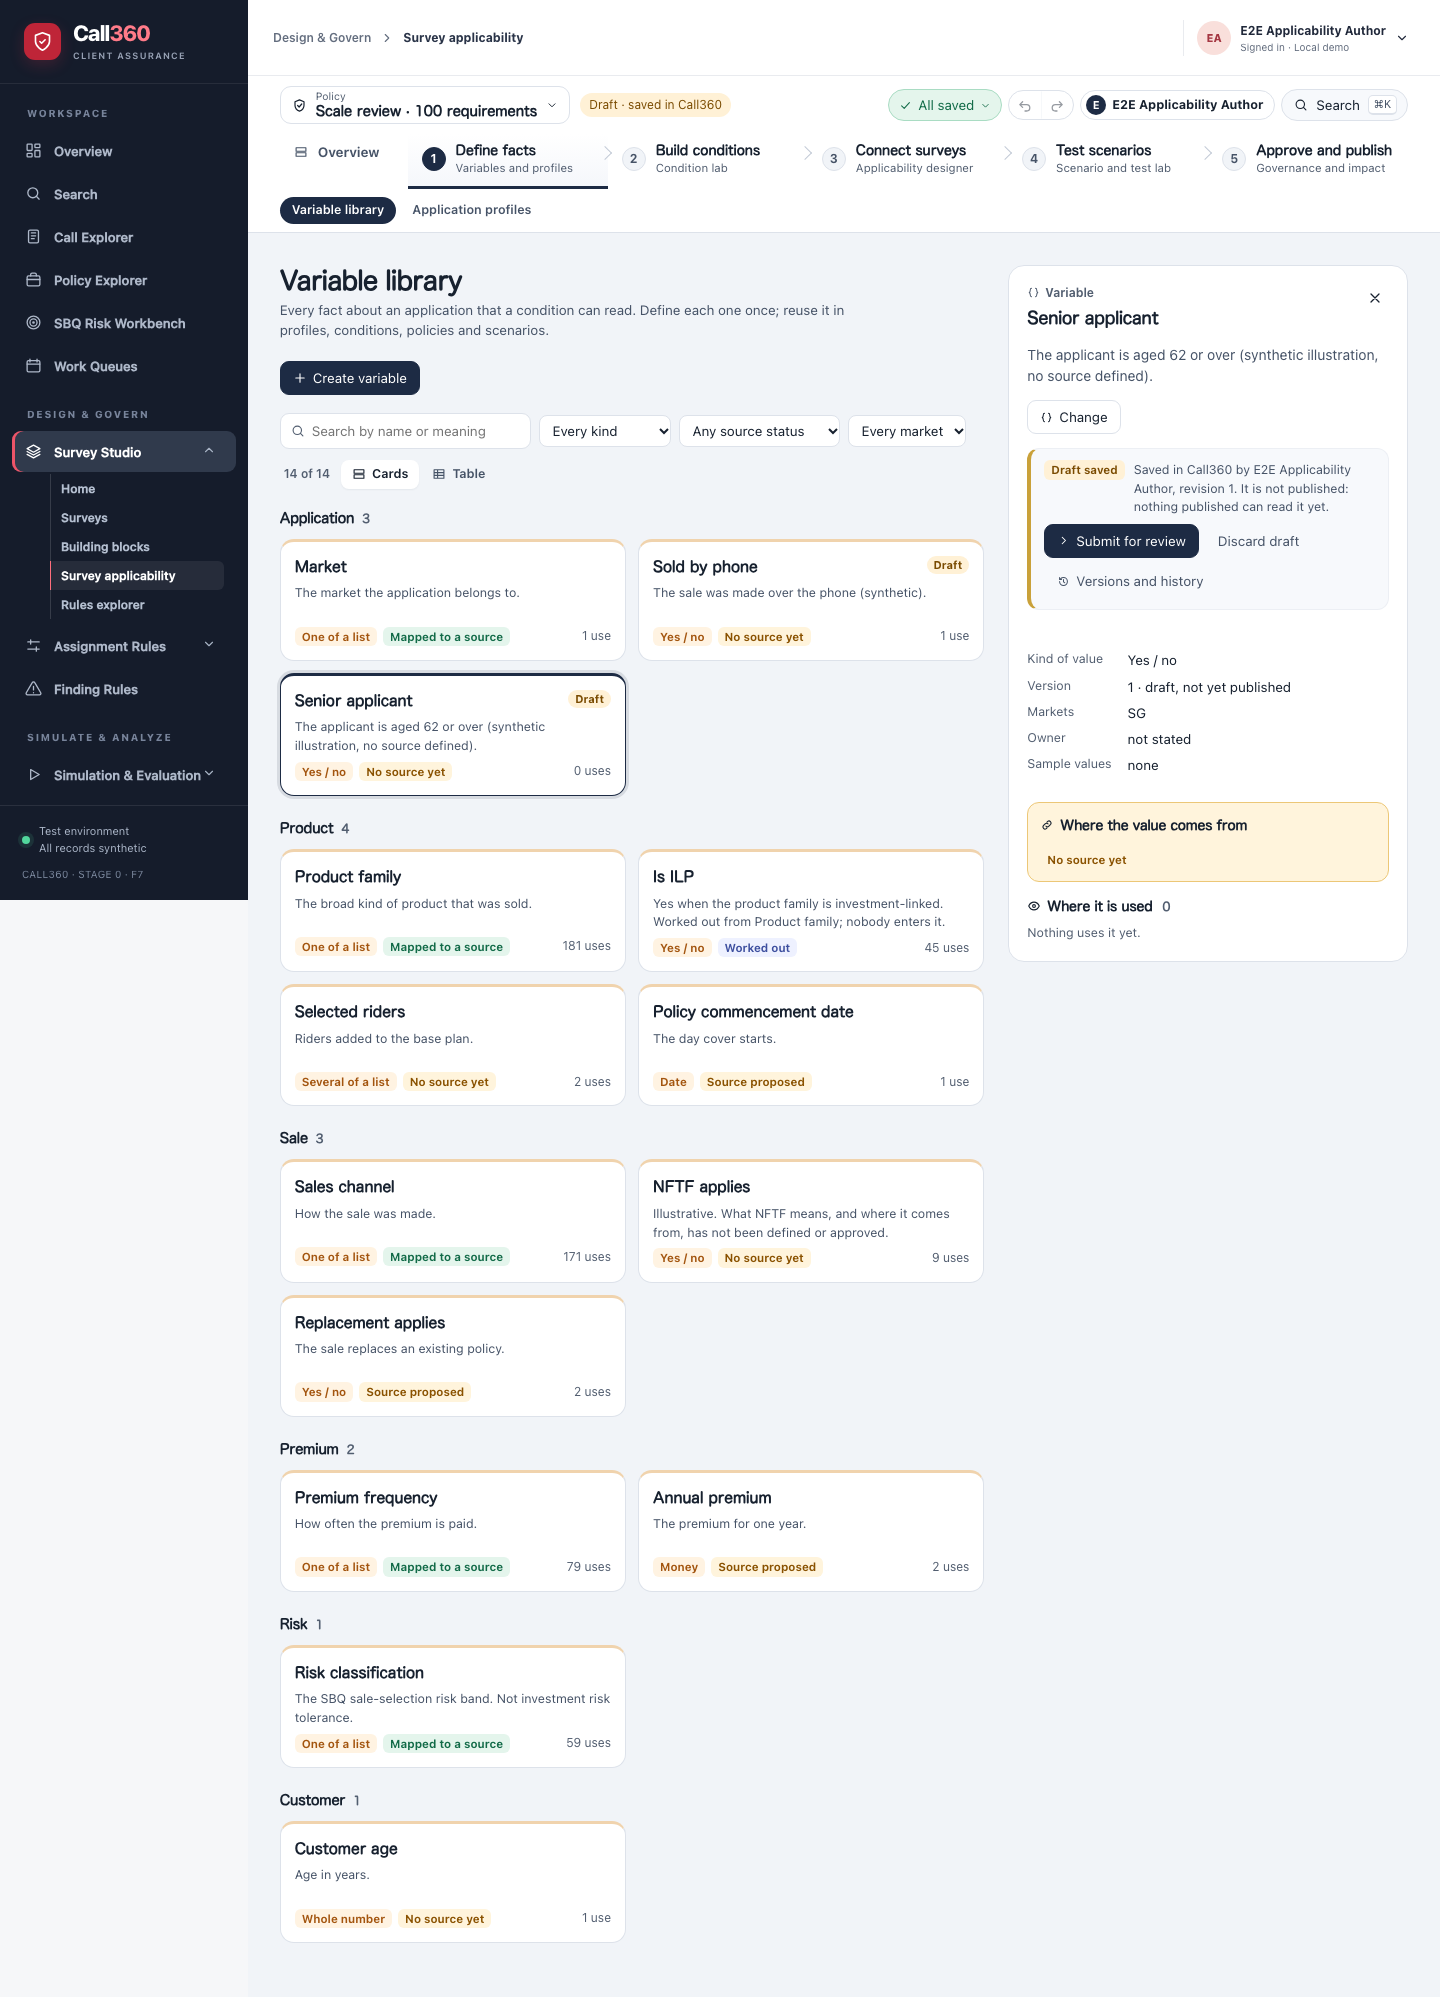 Call360
CLIENT ASSURANCE
WORKSPACE
Overview
Search
Call Explorer
Policy Explorer
SBQ Risk Workbench
Work Queues
DESIGN & GOVERN
Survey Studio
Home
Surveys
Building blocks
Survey applicability
Rules explorer
Assignment Rules
Finding Rules
SIMULATE & ANALYZE
Simulation & Evaluation
Test environment
All records synthetic
CALL360 · STAGE 0 · F7
Design & Govern
Survey applicability
EA
E2E Applicability Author
Signed in · Local demo
Policy
Scale review · 100 requirements
Draft · saved in Call360
All saved
E
E2E Applicability Author
Search
⌘K
Overview
1
Define facts
Variables and profiles
2
Build conditions
Condition lab
3
Connect surveys
Applicability designer
4
Test scenarios
Scenario and test lab
5
Approve and publish
Governance and impact
Variable library
Application profiles
Variable library
Every fact about an application that a condition can read. Define each one once; reuse it in
profiles, conditions, policies and scenarios.
Create variable
Search by name or meaning
Every kind
Any source status
Every market
14 of 14
Cards
Table
Application 3
Market
The market the application belongs to.
One of a list
Mapped to a source
1 use
Sold by phone
Draft
The sale was made over the phone (synthetic).
Yes / no
No source yet
1 use
Senior applicant
Draft
The applicant is aged 62 or over (synthetic
illustration, no source defined).
Yes / no
No source yet
0 uses
Product 4
Product family
The broad kind of product that was sold.
One of a list
Mapped to a source
181 uses
Is ILP
Yes when the product family is investment-linked.
Worked out from Product family; nobody enters it.
Yes / no
Worked out
45 uses
Selected riders
Riders added to the base plan.
Several of a list
No source yet
2 uses
Policy commencement date
The day cover starts.
Date
Source proposed
1 use
Sale 3
Sales channel
How the sale was made.
One of a list
Mapped to a source
171 uses
NFTF applies
Illustrative. What NFTF means, and where it comes
from, has not been defined or approved.
Yes / no
No source yet
9 uses
Replacement applies
The sale replaces an existing policy.
Yes / no
Source proposed
2 uses
Premium 2
Premium frequency
How often the premium is paid.
One of a list
Mapped to a source
79 uses
Annual premium
The premium for one year.
Money
Source proposed
2 uses
Risk 1
Risk classification
The SBQ sale-selection risk band. Not investment risk
tolerance.
One of a list
Mapped to a source
59 uses
Customer 1
Customer age
Age in years.
Whole number
No source yet
1 use
Variable
Senior applicant
The applicant is aged 62 or over (synthetic illustration,
no source defined).
Change
Draft saved
Saved in Call360 by E2E Applicability
Author, revision 1. It is not published:
nothing published can read it yet.
Submit for review
Discard draft
Versions and history
Kind of value
Yes / no
Version
1 · draft, not yet published
Markets
SG
Owner
not stated
Sample values
none
Where the value comes from
No source yet
Where it is used 0
Nothing uses it yet.